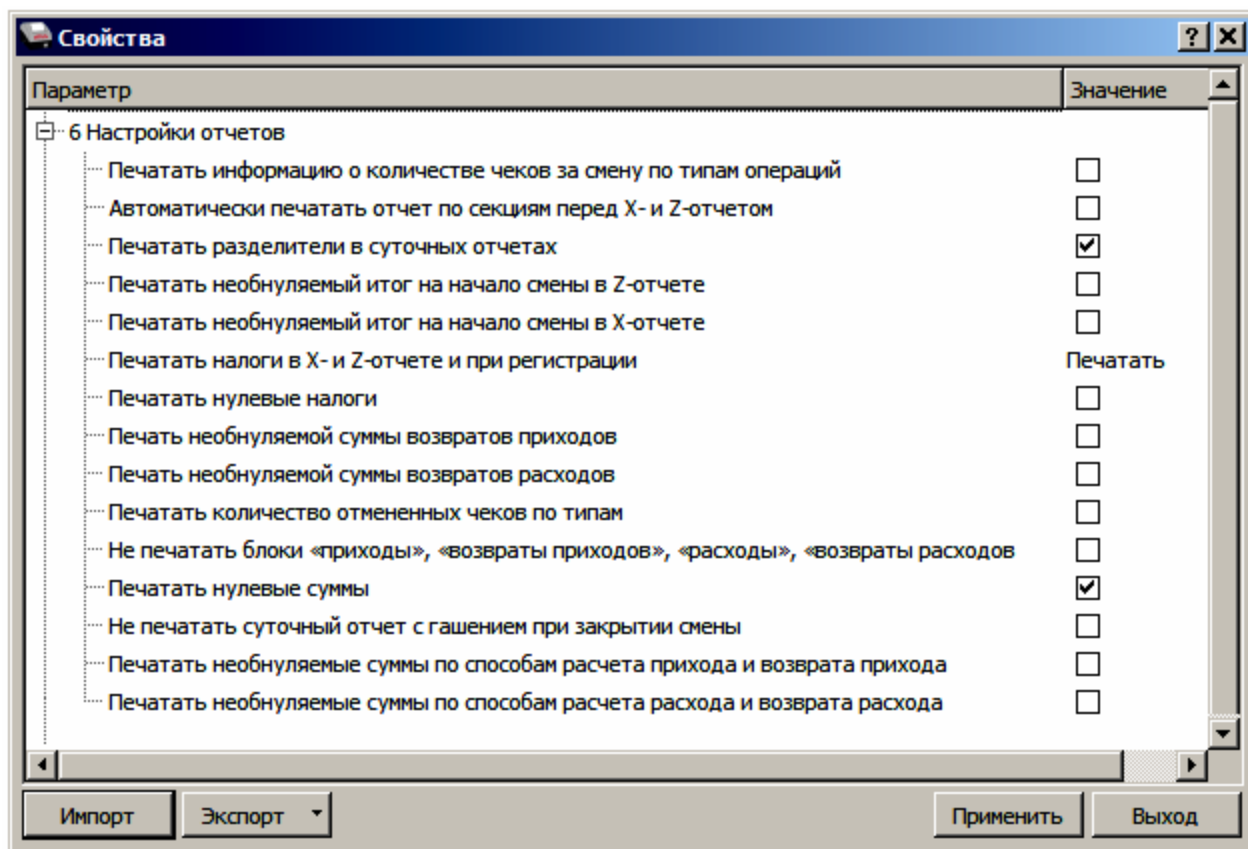 Свойства
Параметр Значение
6 Настройки отчетов
Печатать информацию о количестве чеков за смену по типам операций
Автоматически печатать отчет по секциям перед X- и Z-отчетом
Печатать разделители в суточных отчетах
Печатать необнуляемый итог на начало смены в Z-отчете
Печатать необнуляемый итог на начало смены в X-отчете
Печатать налоги в X- и Z-отчете и при регистрации Печатать
Печатать нулевые налоги
Печать необнуляемой суммы возвратов приходов
Печать необнуляемой суммы возвратов расходов
Печатать количество отмененных чеков по типам
Не печатать блоки «приходы», «возвраты приходов», «расходы», «возвраты расходов
Печатать нулевые суммы
Не печатать суточный отчет с гашением при закрытии смены
Печатать необнуляемые суммы по способам расчета прихода и возврата прихода
Печатать необнуляемые суммы по способам расчета расхода и возврата расхода
Импорт Экспорт Применить Выход